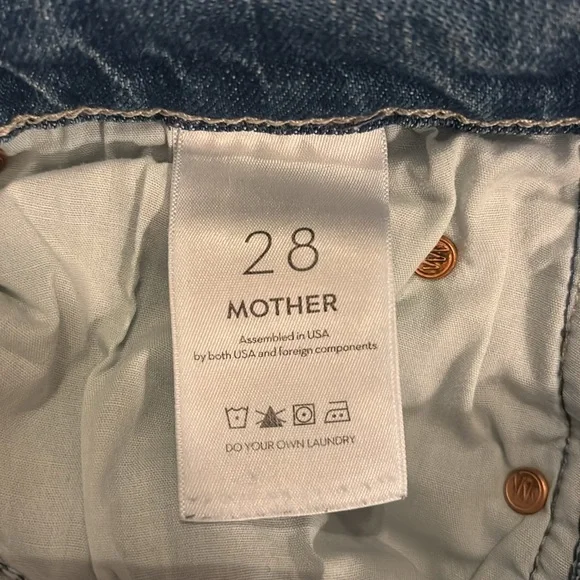 28
MOTHER
Assembled in USA
by both USA and foreign components
DO YOUR OWN LAUNDRY